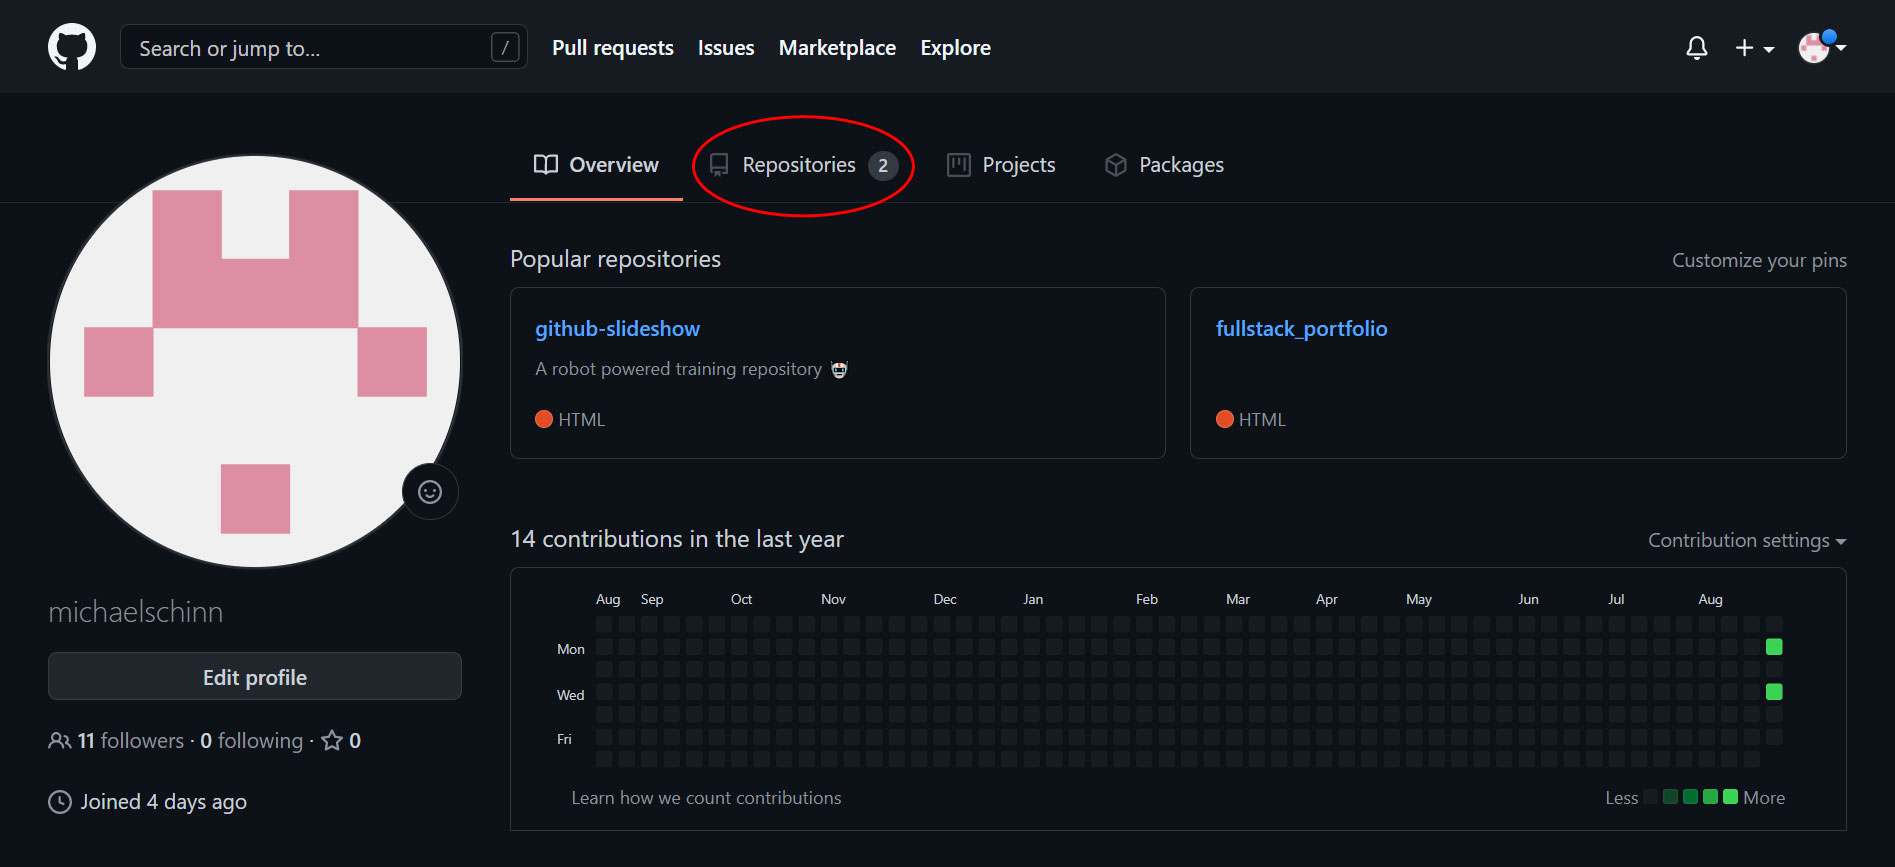 Search or jump to... /
Pull requests Issues Marketplace Explore
Overview Repositories 2 Projects Packages
Popular repositories
Customize your pins
github-slideshow
A robot powered training repository
HTML
fullstack_portfolio
HTML
14 contributions in the last year
Contribution settings
Aug Sep Oct Nov Dec Jan Feb Mar Apr May Jun Jul Aug
Mon
Wed
Fri
Learn how we count contributions
Less More
michaelschinn
Edit profile
11 followers · 0 following · 0
Joined 4 days ago